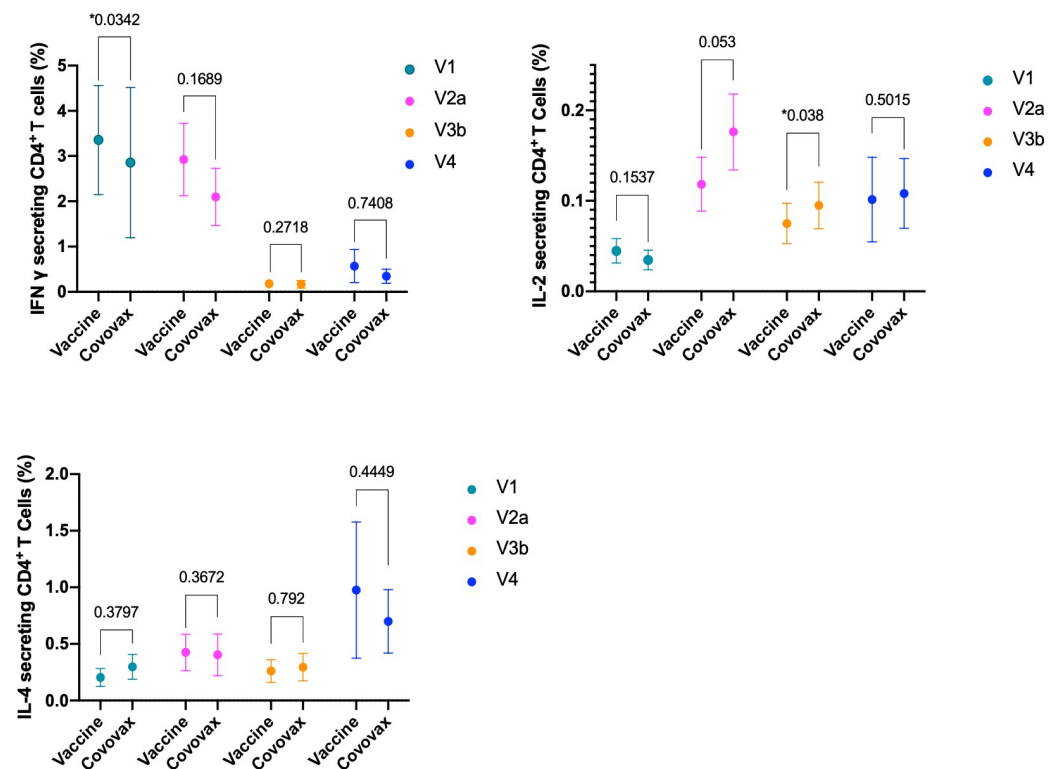 IFN γ secreting CD4⁺ T cells (%)
5
4
3
2
1
0
*0.0342
0.1689
0.2718
0.7408
Vaccine
Covovax
Vaccine
Covovax
Vaccine
Covovax
Vaccine
Covovax
V1
V2a
V3b
V4
IL-2 secreting CD4⁺ T Cells (%)
0.2
0.1
0.0
0.1537
0.053
*0.038
0.5015
Vaccine
Covovax
Vaccine
Covovax
Vaccine
Covovax
Vaccine
Covovax
V1
V2a
V3b
V4
IL-4 secreting CD4⁺ T Cells (%)
2.0
1.5
1.0
0.5
0.0
0.3797
0.3672
0.792
0.4449
Vaccine
Covovax
Vaccine
Covovax
Vaccine
Covovax
Vaccine
Covovax
V1
V2a
V3b
V4